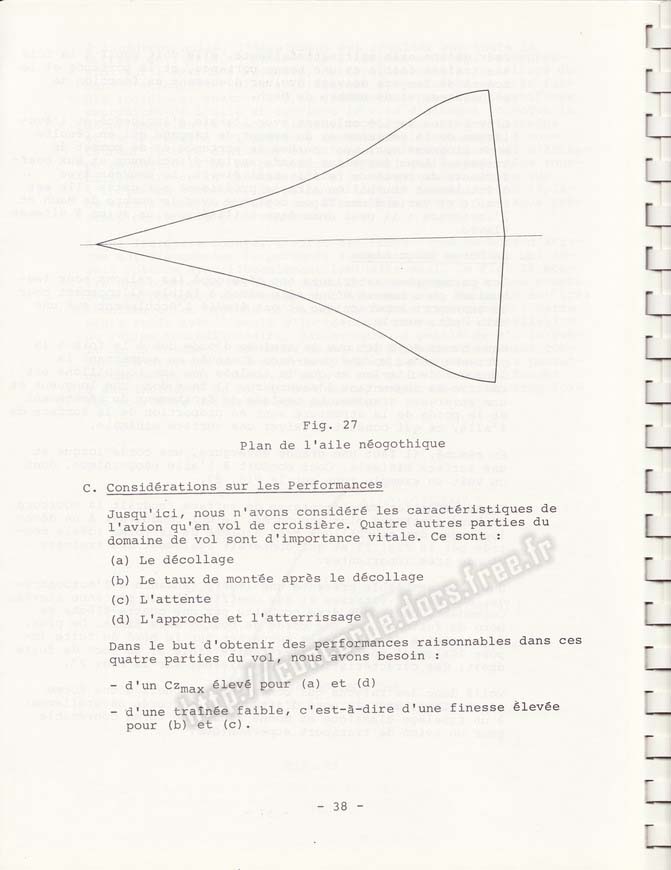 Fig. 27
Plan de l'aile néogothique
C. Considérations sur les Performances
Jusqu'ici, nous n'avons considéré les caractéristiques de
l'avion qu'en vol de croisière. Quatre autres parties du
domaine de vol sont d'importance vitale. Ce sont :
(a) Le décollage
(b) Le taux de montée après le décollage
(c) L'attente
(d) L'approche et l'atterrissage
Dans le but d'obtenir des performances raisonnables dans ces
quatre parties du vol, nous avons besoin :
- d'un Czmax élevé pour (a) et (d)
- d'une traînée faible, c'est-à-dire d'une finesse élevée
pour (b) et (c).
http://concorde.docs.free.fr
- 38 -